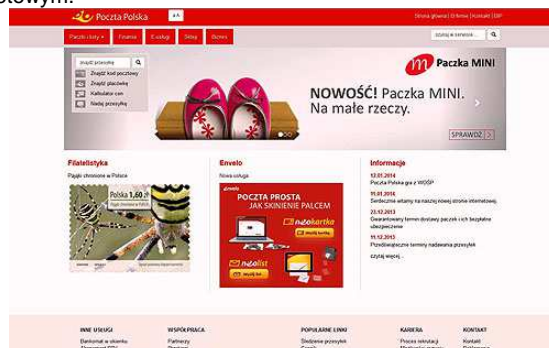 Poczta Polska
Strona główna | O firmie | Kontakt | BIP
Paczki i listy
Finanse
E-usługi
Sklep
Biznes
szukaj w serwisie
znajdź przesyłkę
Znajdź kod pocztowy
Znajdź placówkę
Kalkulator cen
Nadaj przesyłkę
Paczka MINI
NOWOŚĆ! Paczka MINI.
Na małe rzeczy.
SPRAWDŹ
Filatelistyka
Pająki chronione w Polsce
Polska 1,60 zł
Envelo
Nowa usługa
envelo
POCZTA PROSTA
JAK SKINIENIE PALCEM
neokartka
Wyślij kartkę
neolist
Wyślij list
Informacje
13.01.2014
Poczta Polska gra z WOŚP
11.01.2014
Serdecznie witamy na naszej nowej stronie internetowej.
23.12.2013
Gwarantowany termin dostawy paczek i ich bezpłatne
ubezpieczenie
11.12.2013
Przedświąteczne terminy nadawania przesyłek
czytaj więcej...
INNE USŁUGI
Bankomat w okienku
WSPÓŁPRACA
Partnerzy
POPULARNE LINKI
Śledzenie przesyłek
KARIERA
Proces rekrutacji
KONTAKT
Kontakt